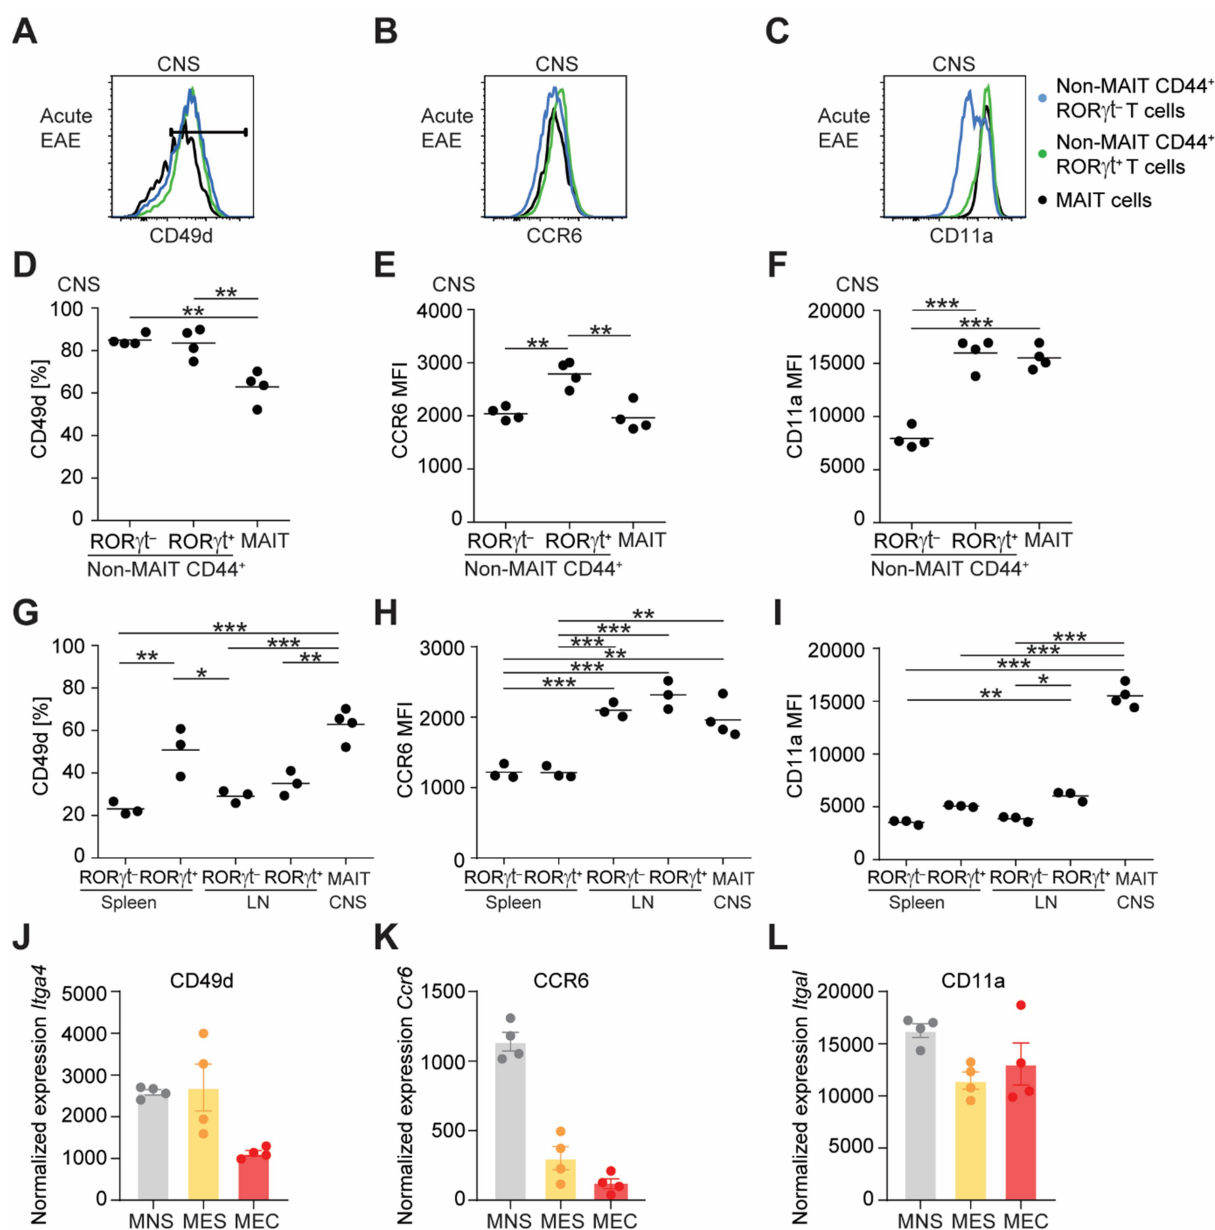 A
B
C
CNS
CNS
CNS
Acute
EAE
Acute
EAE
Acute
EAE
CD49d
CCR6
CD11a
Non-MAIT CD44⁺
RORγt⁻ T cells
Non-MAIT CD44⁺
RORγt⁺ T cells
MAIT cells
D
CNS
CD49d [%]
100
80
60
40
20
0
** 
**
RORγt⁻ RORγt⁺ MAIT
Non-MAIT CD44⁺
E
CNS
CCR6 MFI
4000
3000
2000
1000
0
** **
RORγt⁻ RORγt⁺ MAIT
Non-MAIT CD44⁺
F
CNS
CD11a MFI
20000
15000
10000
5000
0
***
***
RORγt⁻ RORγt⁺ MAIT
Non-MAIT CD44⁺
G
CD49d [%]
100
80
60
40
20
0
***
***
** **
*
RORγt⁻ RORγt⁺ RORγt⁻ RORγt⁺ MAIT
Spleen LN CNS
H
CCR6 MFI
3000
2000
1000
0
**
***
***
**
***
***
RORγt⁻ RORγt⁺ RORγt⁻ RORγt⁺ MAIT
Spleen LN CNS
I
CD11a MFI
20000
15000
10000
5000
0
***
***
***
*
**
RORγt⁻ RORγt⁺ RORγt⁻ RORγt⁺ MAIT
Spleen LN CNS
J
CD49d
Normalized expression Itga4
5000
4000
3000
2000
1000
0
MNS MES MEC
K
CCR6
Normalized expression Ccr6
1500
1000
500
0
MNS MES MEC
L
CD11a
Normalized expression Itgal
20000
15000
10000
5000
0
MNS MES MEC